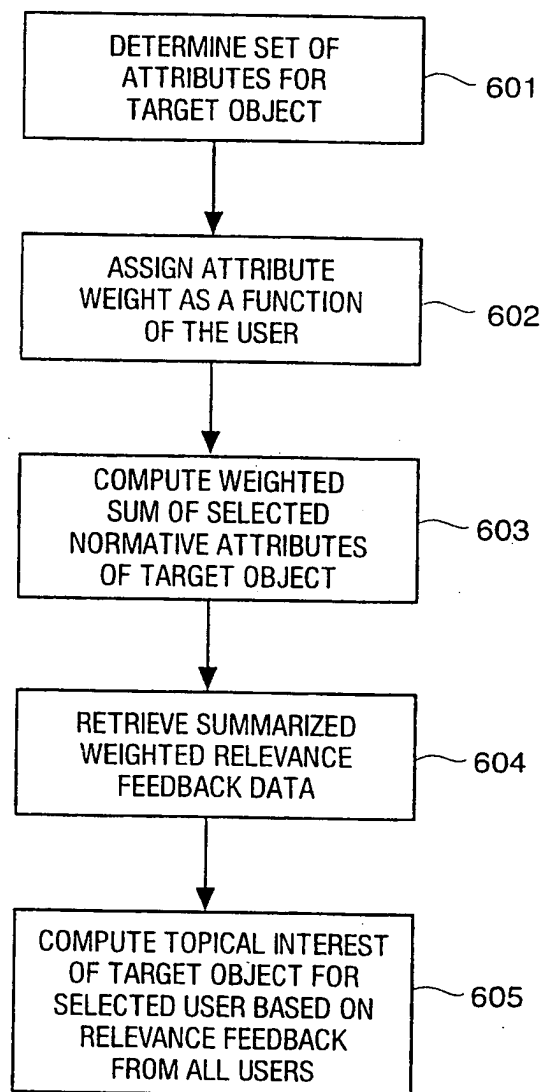 DETERMINE SET OF
ATTRIBUTES FOR
TARGET OBJECT
601
ASSIGN ATTRIBUTE
WEIGHT AS A FUNCTION
OF THE USER
602
COMPUTE WEIGHTED
SUM OF SELECTED
NORMATIVE ATTRIBUTES
OF TARGET OBJECT
603
RETRIEVE SUMMARIZED
WEIGHTED RELEVANCE
FEEDBACK DATA
604
COMPUTE TOPICAL INTEREST
OF TARGET OBJECT FOR
SELECTED USER BASED ON
RELEVANCE FEEDBACK
FROM ALL USERS
605